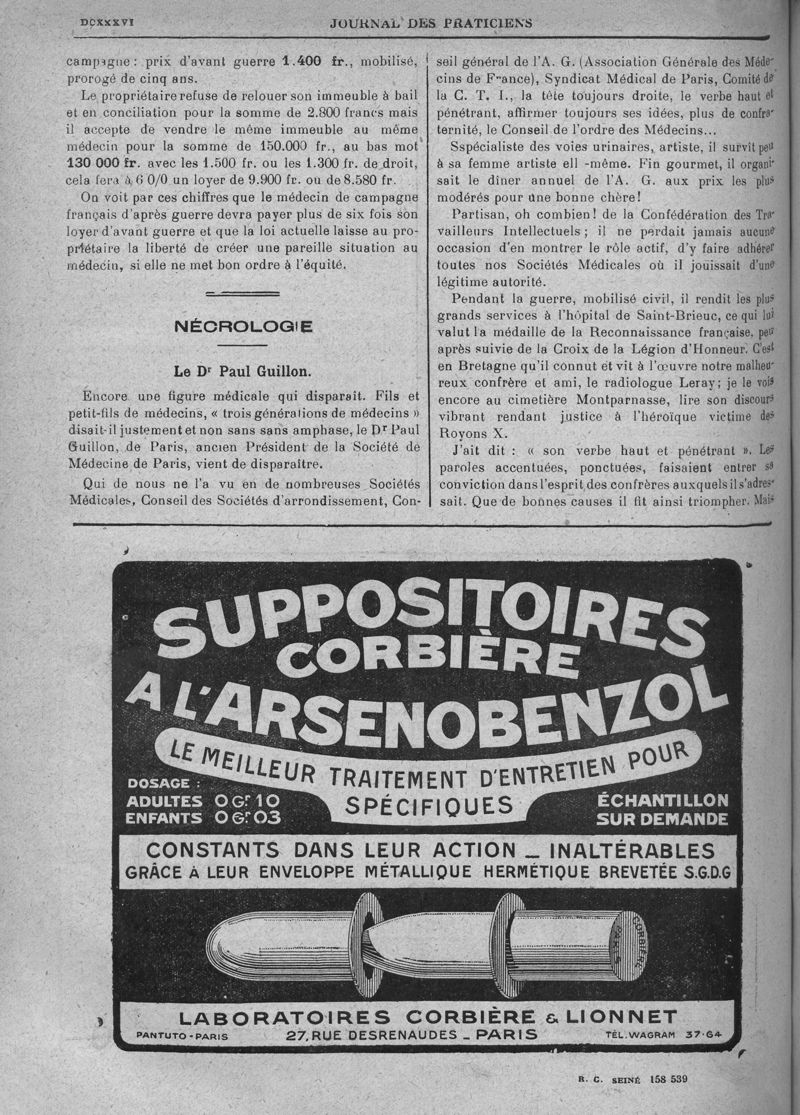 DCXXXVI
JOURNAL DES PRATICIENS
campagne : prix d'avant guerre 1.400 fr., mobilisé,
prorogé de cinq ans.
Le propriétaire refuse de relouer son immeuble à bail
et en conciliation pour la somme de 2.800 francs mais
il accepte de vendre le même immeuble au même
médecin pour la somme de 150.000 fr., au bas mot
130 000 fr. avec les 1.500 fr. ou les 1.300 fr. de droit,
cela fera à 6 0/0 un loyer de 9.900 fr. ou de 8.580 fr.
On voit par ces chiffres que le médecin de campagne
français d'après guerre devra payer plus de six fois son
loyer d'avant guerre et que la loi actuelle laisse au pro-
priétaire la liberté de créer une pareille situation au
médecin, si elle ne met bon ordre à l'équité.
NÉCROLOGIE
Le Dr Paul Guillon.
Encore une figure médicale qui disparait. Fils et
petit-fils de médecins, « trois générations de médecins »
disait-il justement et non sans sans amphase, le Dr Paul
Guillon, de Paris, ancien Président de la Société de
Médecine de Paris, vient de disparaître.
Qui de nous ne l'a vu en de nombreuses Sociétés
Médicales, Conseil des Sociétés d'arrondissement, Con-
seil général de l'A. G. (Association Générale des Méde-
cins de France), Syndicat Médical de Paris, Comité de
la C. T. I., la tête toujours droite, le verbe haut et
pénétrant, affirmer toujours ses idées, plus de confra-
ternité, le Conseil de l'ordre des Médecins...
Sspécialiste des voies urinaires, artiste, il survit peu
à sa femme artiste ell -même. Fin gourmet, il organi-
sait le dîner annuel de l'A. G. aux prix les plus
modérés pour une bonne chère !
Partisan, oh combien ! de la Confédération des Tra-
vailleurs Intellectuels ; il ne perdait jamais aucune
occasion d'en montrer le rôle actif, d'y faire adhérer
toutes nos Sociétés Médicales où il jouissait d'une
légitime autorité.
Pendant la guerre, mobilisé civil, il rendit les plus
grands services à l'hôpital de Saint-Brieuc, ce qui lui
valut la médaille de la Reconnaissance française, peu
après suivie de la Croix de la Légion d'Honneur. C'est
en Bretagne qu'il connut et vit à l'œuvre notre malheu-
reux confrère et ami, le radiologue Leray ; je le vois
encore au cimetière Montparnasse, lire son discours
vibrant rendant justice à l'héroïque victime des
Royons X.
J'ait dit : « son verbe haut et pénétrant ». Les
paroles accentuées, ponctuées, faisaient entrer sa
conviction dans l'esprit des confrères auxquels il s'adres-
sait. Que de bonnes causes il fit ainsi triompher. Mais
SUPPOSITOIRES
CORBIÈRE
A L'ARSENOBENZOL
LE MEILLEUR TRAITEMENT D'ENTRETIEN POUR
SPÉCIFIQUES
DOSAGE :
ADULTES 0 Gr 10
ENFANTS 0 Gr 03
ÉCHANTILLON
SUR DEMANDE
CONSTANTS DANS LEUR ACTION _ INALTÉRABLES
GRÂCE A LEUR ENVELOPPE MÉTALLIQUE HERMÉTIQUE BREVETÉE S.G.D.G
CORBIÈRE
PARIS
LABORATOIRES CORBIÈRE & LIONNET
PANTUTO - PARIS
27, RUE DESRENAUDES _ PARIS
TÉL. WAGRAM 37-64
R. C. SEINE 158 539